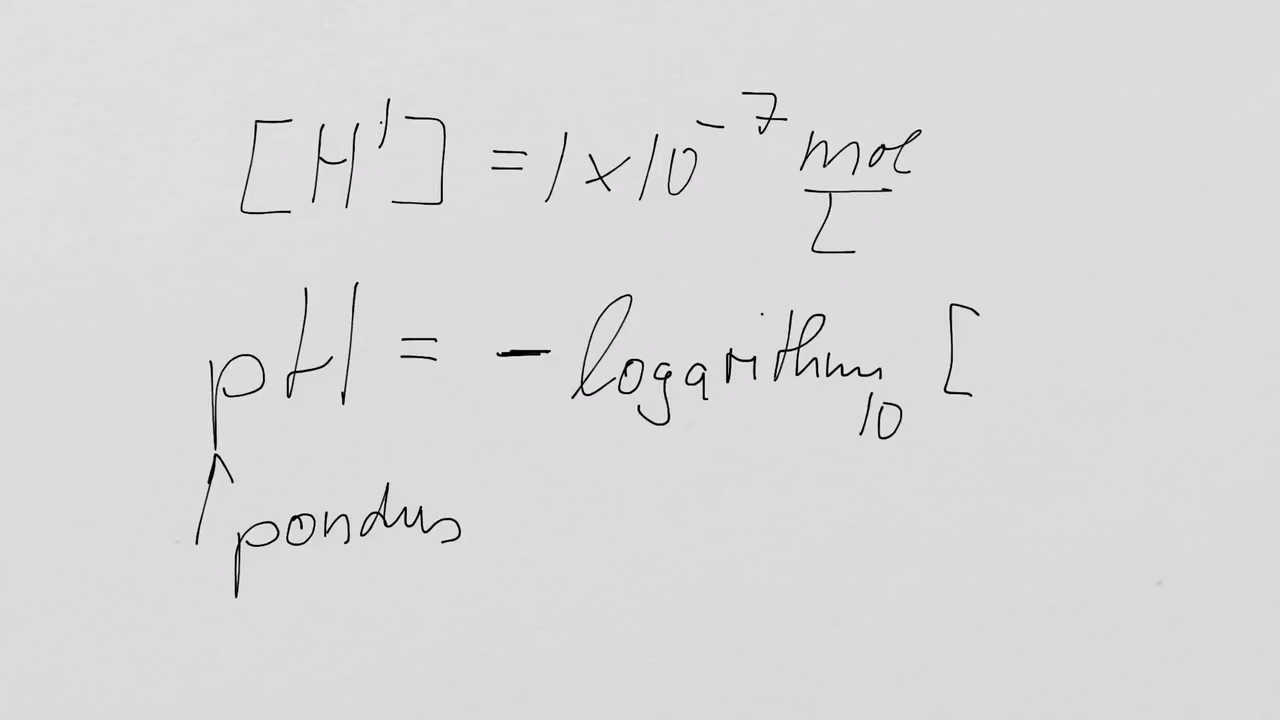 [H'] = 1 x 10⁻⁷ mol/L
pH = - logarithm₁₀ [
↑ pondus